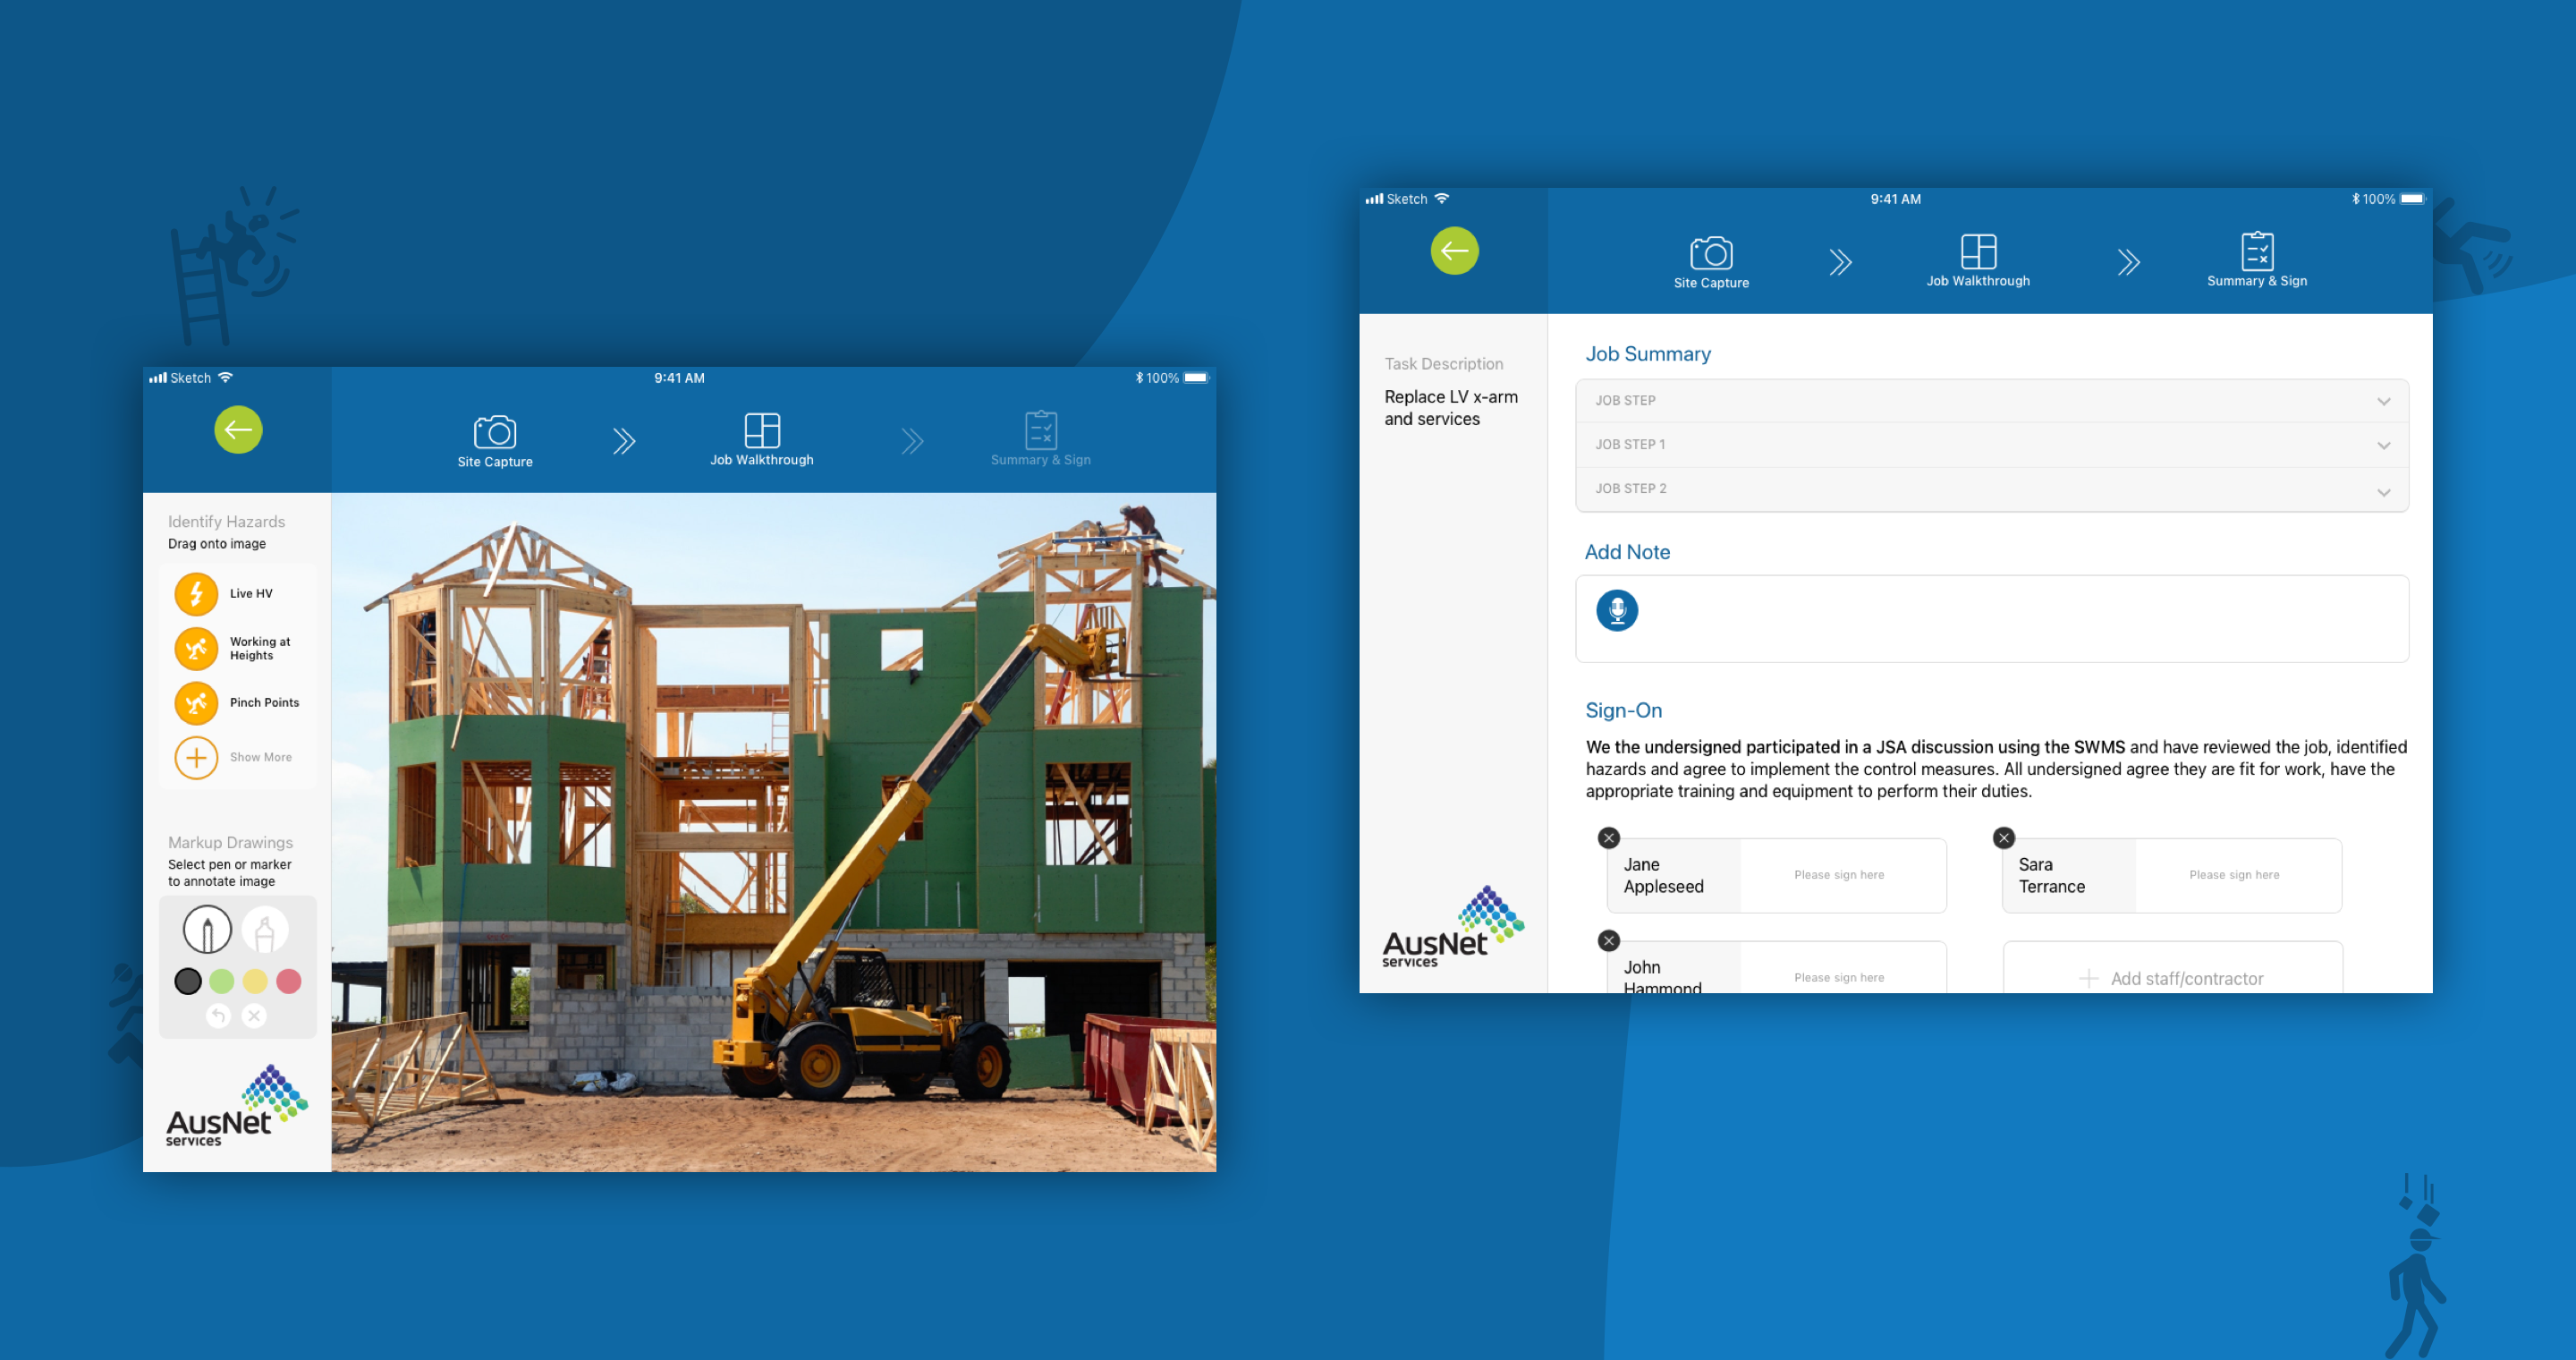 Sketch
9:41 AM
100%
Site Capture
Job Walkthrough
Summary & Sign
Identify Hazards
Drag onto image
Live HV
Working at
Heights
Pinch Points
Show More
Markup Drawings
Select pen or marker
to annotate image
AusNet
services
Sketch
9:41 AM
100%
Site Capture
Job Walkthrough
Summary & Sign
Task Description
Replace LV x-arm
and services
AusNet
services
Job Summary
JOB STEP
JOB STEP 1
JOB STEP 2
Add Note
Sign-On
We the undersigned participated in a JSA discussion using the SWMS and have reviewed the job, identified
hazards and agree to implement the control measures. All undersigned agree they are fit for work, have the
appropriate training and equipment to perform their duties.
Jane
Appleseed
Please sign here
Sara
Terrance
Please sign here
John
Hammond
Please sign here
Add staff/contractor